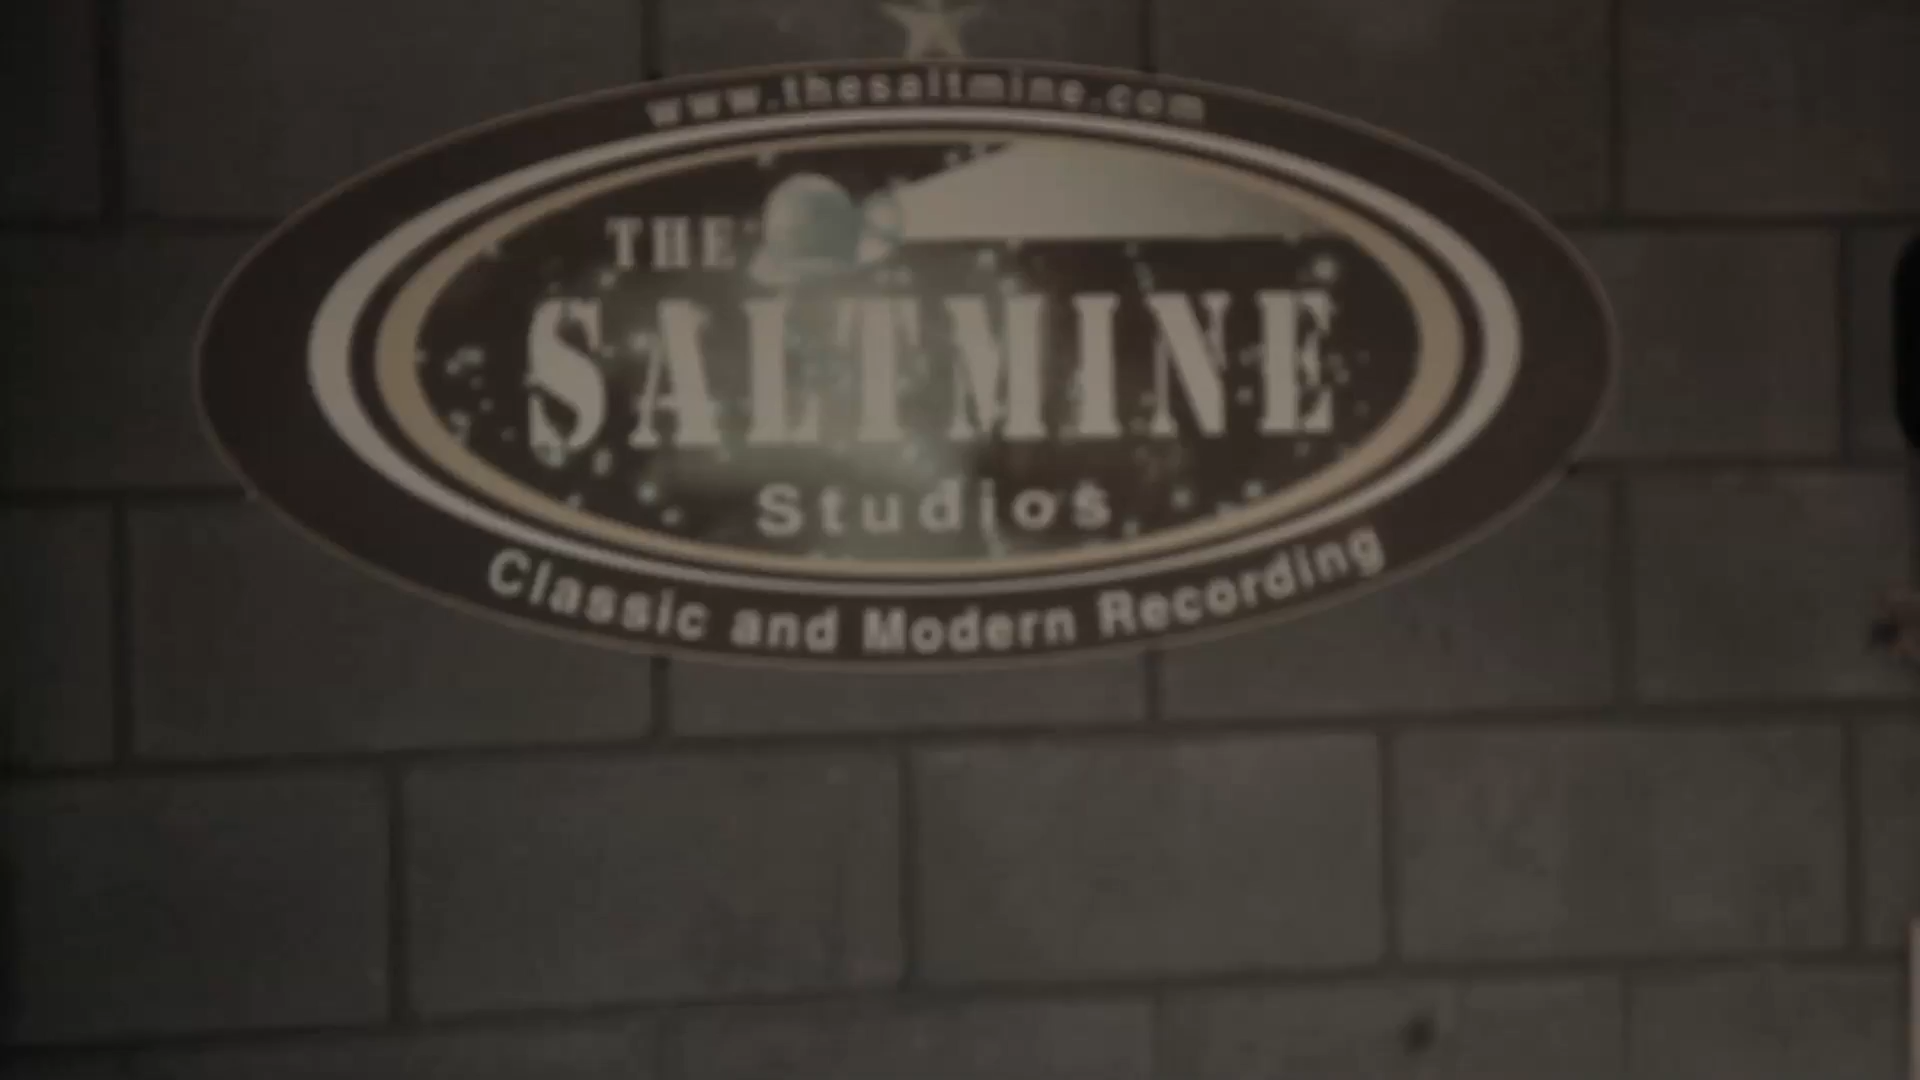 www.thesaltmine.com
THE
SALTMINE
Studios
Classic and Modern Recording